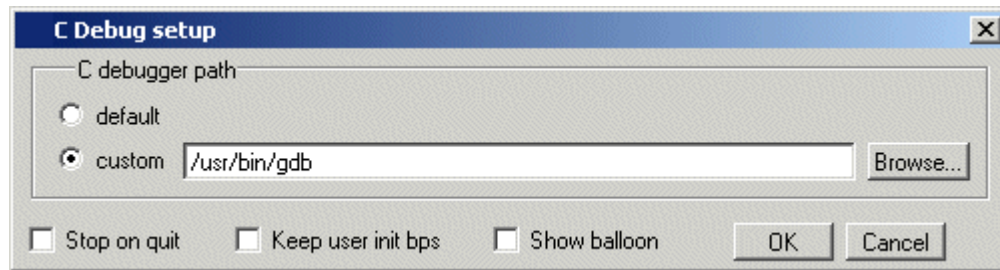 C Debug setup
C debugger path
default
custom /usr/bin/gdb Browse...
Stop on quit Keep user init bps Show balloon OK Cancel